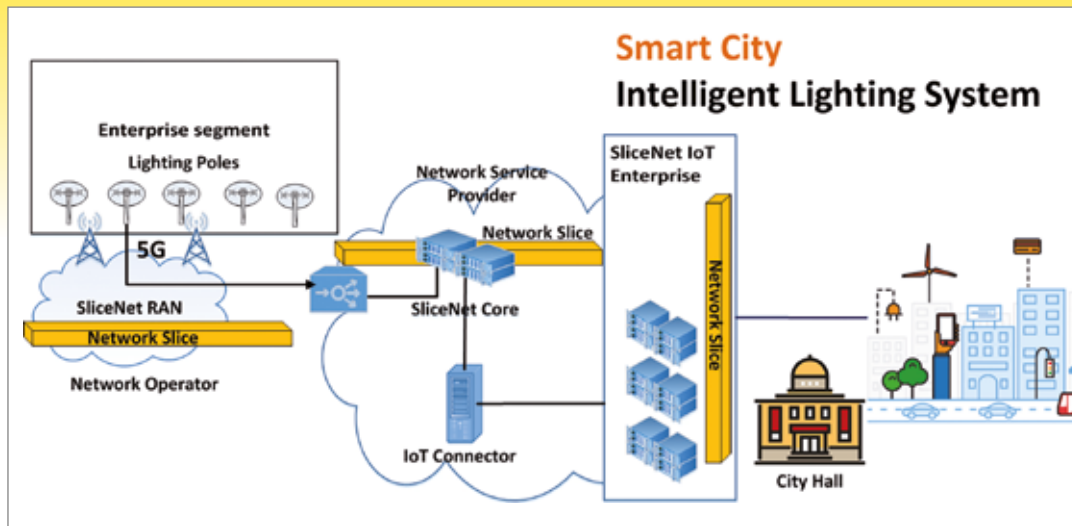 Smart City
Intelligent Lighting System
Enterprise segment
Lighting Poles
5G
SliceNet RAN
Network Slice
Network Operator
Network Service
Provider
Network Slice
SliceNet Core
IoT Connector
SliceNet IoT
Enterprise
Network Slice
City Hall